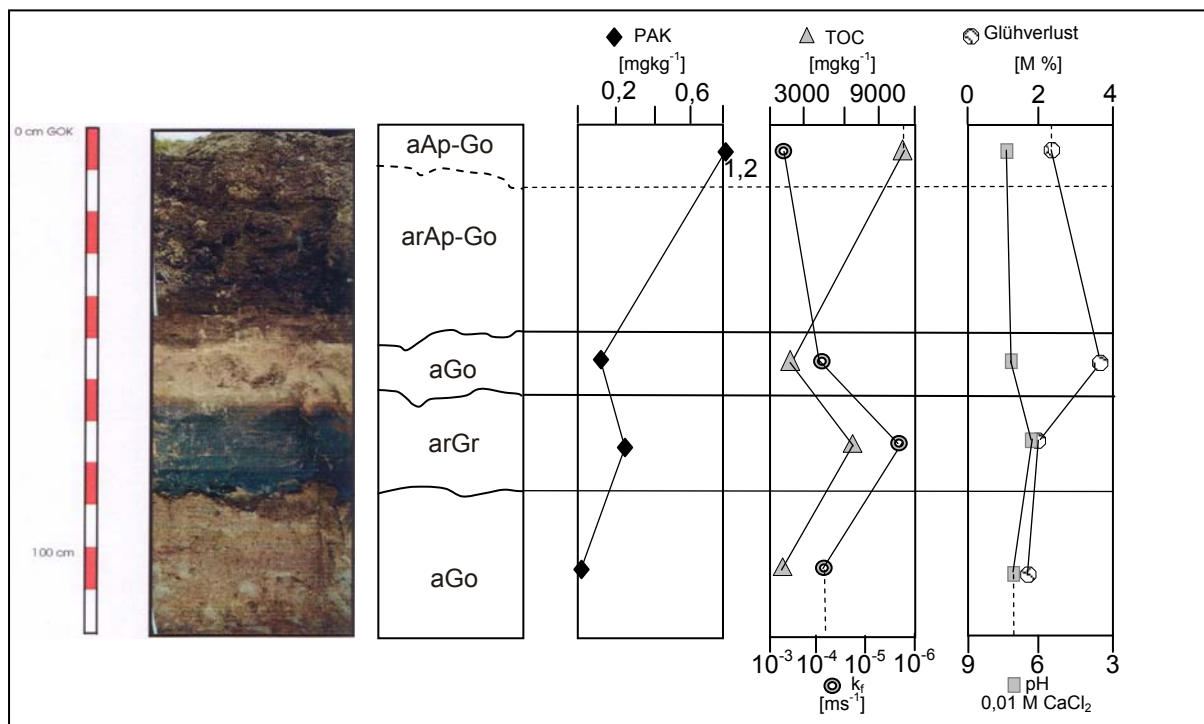 PAK
[mgkg-1]
0,2 0,6
TOC
[mgkg-1]
3000 9000
Glühverlust
[M %]
0 2 4
0 cm GOK
100 cm
aAp-Go
arAp-Go
aGo
arGr
aGo
1,2
10-3 10-4 10-5 10-6
kf
[ms-1]
9 6 3
pH
0,01 M CaCl2